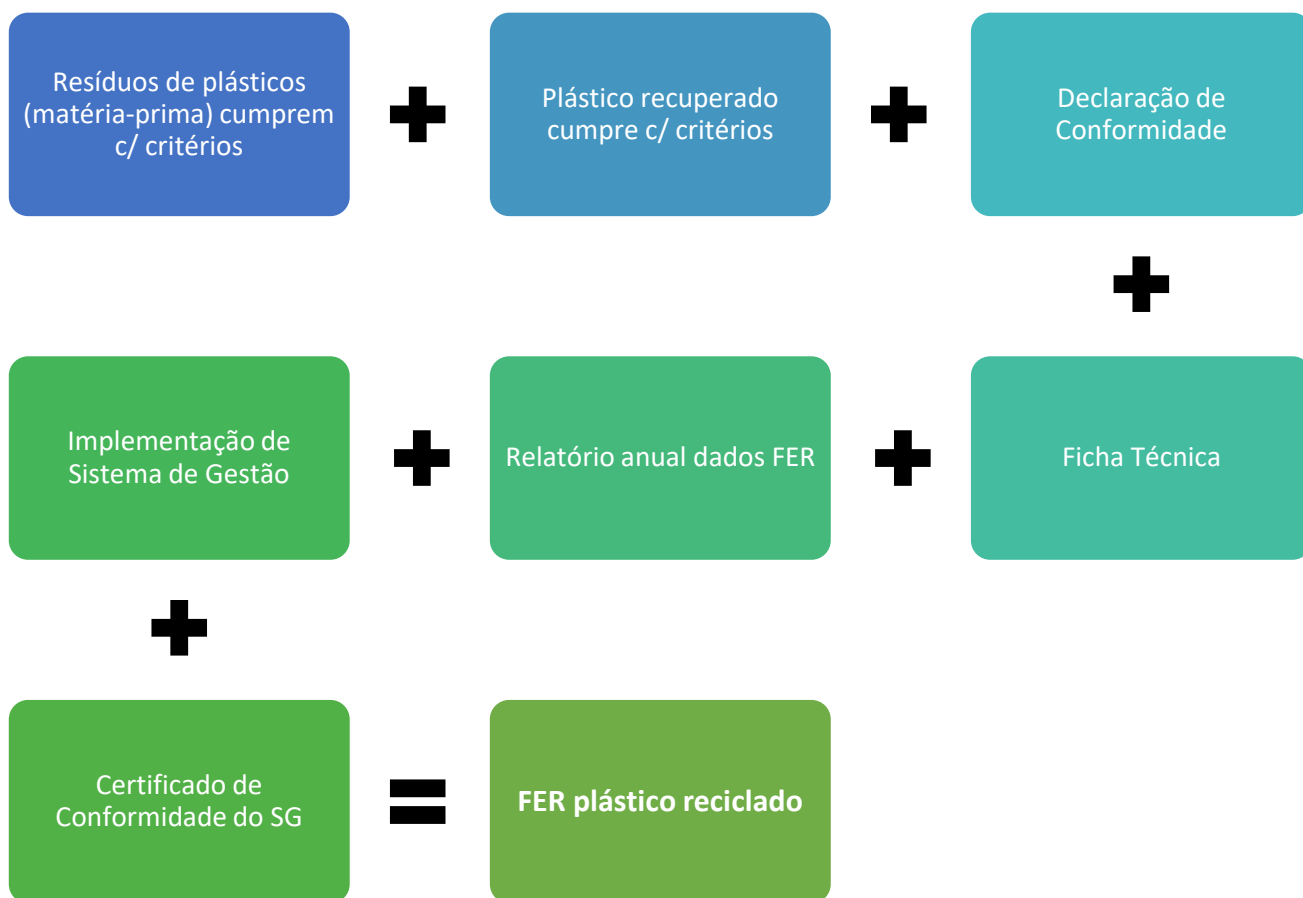 Resíduos de plásticos
(matéria-prima) cumprem
c/ critérios
Plástico recuperado
cumpre c/ critérios
Declaração de
Conformidade
Implementação de
Sistema de Gestão
Relatório anual dados FER
Ficha Técnica
Certificado de
Conformidade do SG
FER plástico reciclado